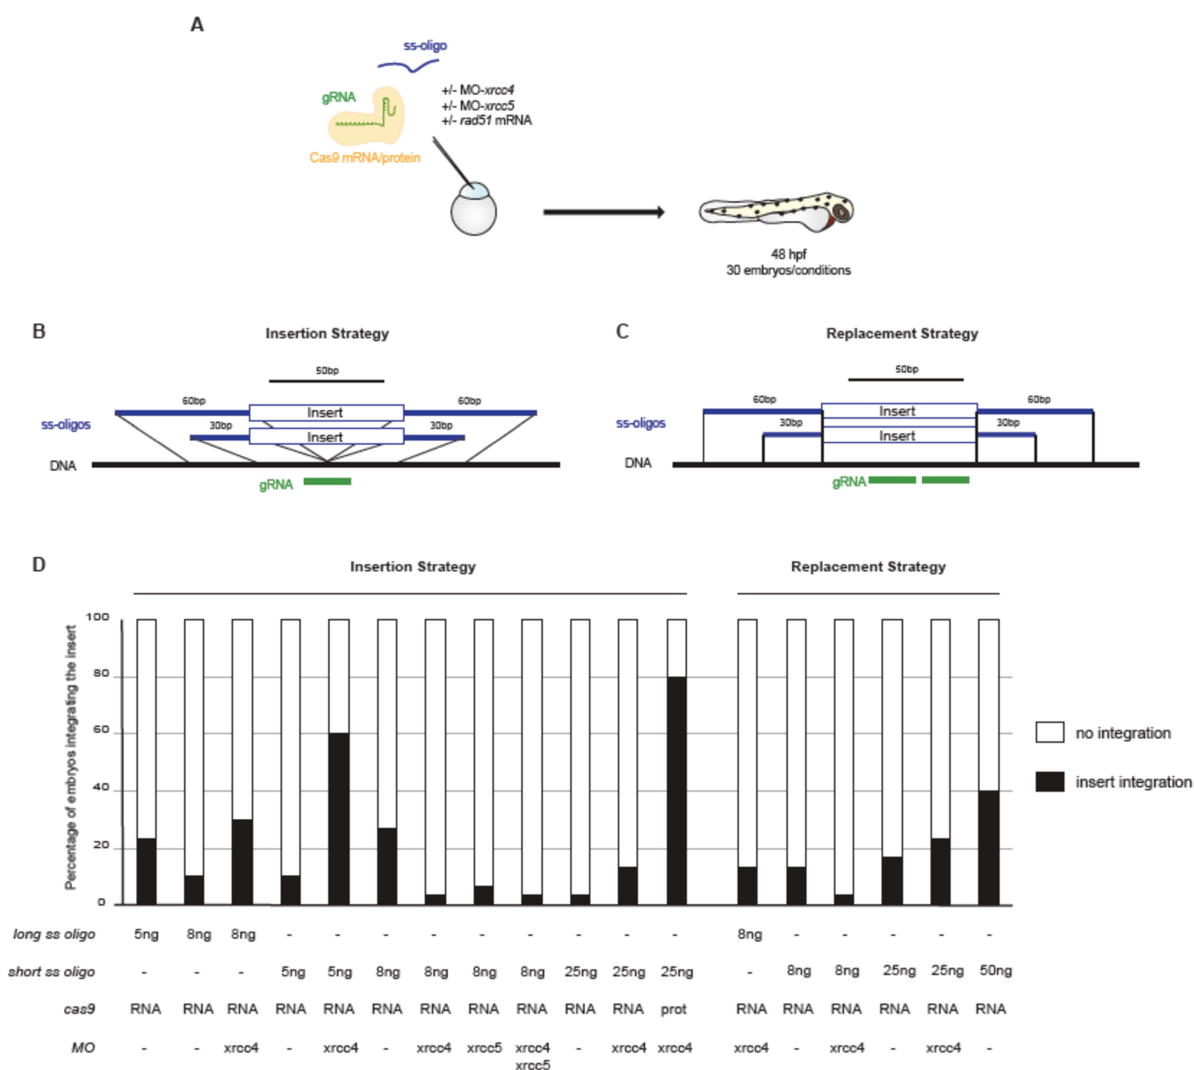 A
ss-oligo
gRNA
+/- MO-xrcc4
+/- MO-xrcc5
+/- rad51 mRNA
Cas9 mRNA/protein
48 hpf
30 embryos/conditions
B
Insertion Strategy
50bp
60bp
60bp
ss-oligos
Insert
30bp
Insert
30bp
DNA
gRNA
C
Replacement Strategy
50bp
60bp
60bp
ss-oligos
Insert
30bp
Insert
30bp
DNA
gRNA
D
Insertion Strategy
Replacement Strategy
Percentage of embryos integrating the insert
100
80
60
40
20
0
no integration
insert integration
long ss oligo 5ng 8ng 8ng - - - - - - - - - 8ng - - - - -
short ss oligo - - - 5ng 5ng 8ng 8ng 8ng 8ng 25ng 25ng 25ng - 8ng 8ng 25ng 25ng 50ng
cas9 RNA RNA RNA RNA RNA RNA RNA RNA RNA RNA RNA prot RNA RNA RNA RNA RNA RNA
MO - - xrcc4 - xrcc4 - xrcc4 xrcc5 xrcc4 - xrcc4 xrcc4 xrcc4 - xrcc4 - xrcc4 -
xrcc5